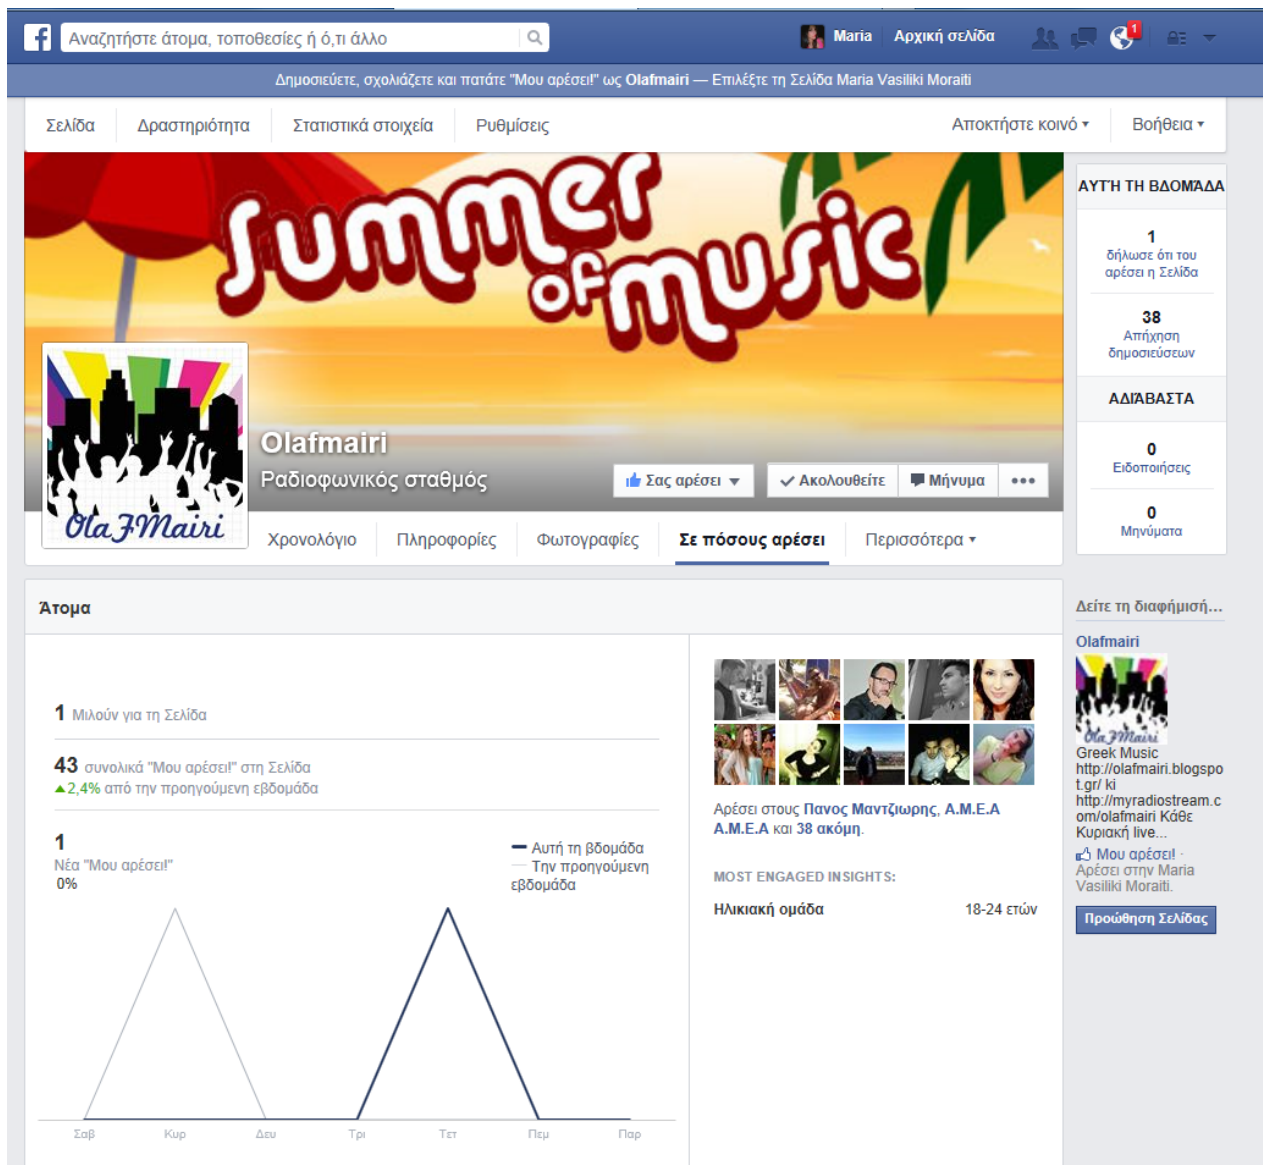 Αναζητήστε άτομα, τοποθεσίες ή ό,τι άλλο
Maria Αρχική σελίδα 1
Δημοσιεύετε, σχολιάζετε και πατάτε "Μου αρέσει!" ως Olafmairi — Επιλέξτε τη Σελίδα Maria Vasiliki Moraiti
Σελίδα Δραστηριότητα Στατιστικά στοιχεία Ρυθμίσεις Αποκτήστε κοινό Βοήθεια
Summer
of music
Olafmairi
Ραδιοφωνικός σταθμός
Σας αρέσει Ακολουθείτε Μήνυμα
Ola FMairi
Χρονολόγιο Πληροφορίες Φωτογραφίες Σε πόσους αρέσει Περισσότερα
ΑΥΤΉ ΤΗ ΒΔΟΜΆΔΑ
1
δήλωσε ότι του
αρέσει η Σελίδα
38
Απήχηση
δημοσιεύσεων
ΑΔΙΆΒΑΣΤΑ
0
Ειδοποιήσεις
0
Μηνύματα
Άτομα
1 Μιλούν για τη Σελίδα
43 συνολικά "Μου αρέσει!" στη Σελίδα
2,4% από την προηγούμενη εβδομάδα
1
Νέα "Μου αρέσει!"
0%
Αυτή τη βδομάδα
Την προηγούμενη
εβδομάδα
Σαβ Κυρ Δευ Τρι Τετ Πεμ Παρ
Αρέσει στους Πανος Μαντζιωρης, Α.Μ.Ε.Α
Α.Μ.Ε.Α και 38 ακόμη.
MOST ENGAGED INSIGHTS:
Ηλικιακή ομάδα 18-24 ετών
Δείτε τη διαφήμισή...
Olafmairi
Ola FMairi
Greek Music
http://olafmairi.blogspo
t.gr/ ki
http://myradiostream.c
om/olafmairi Κάθε
Κυριακή live...
Μου αρέσει! ·
Αρέσει στην Maria
Vasiliki Moraiti.
Προώθηση Σελίδας